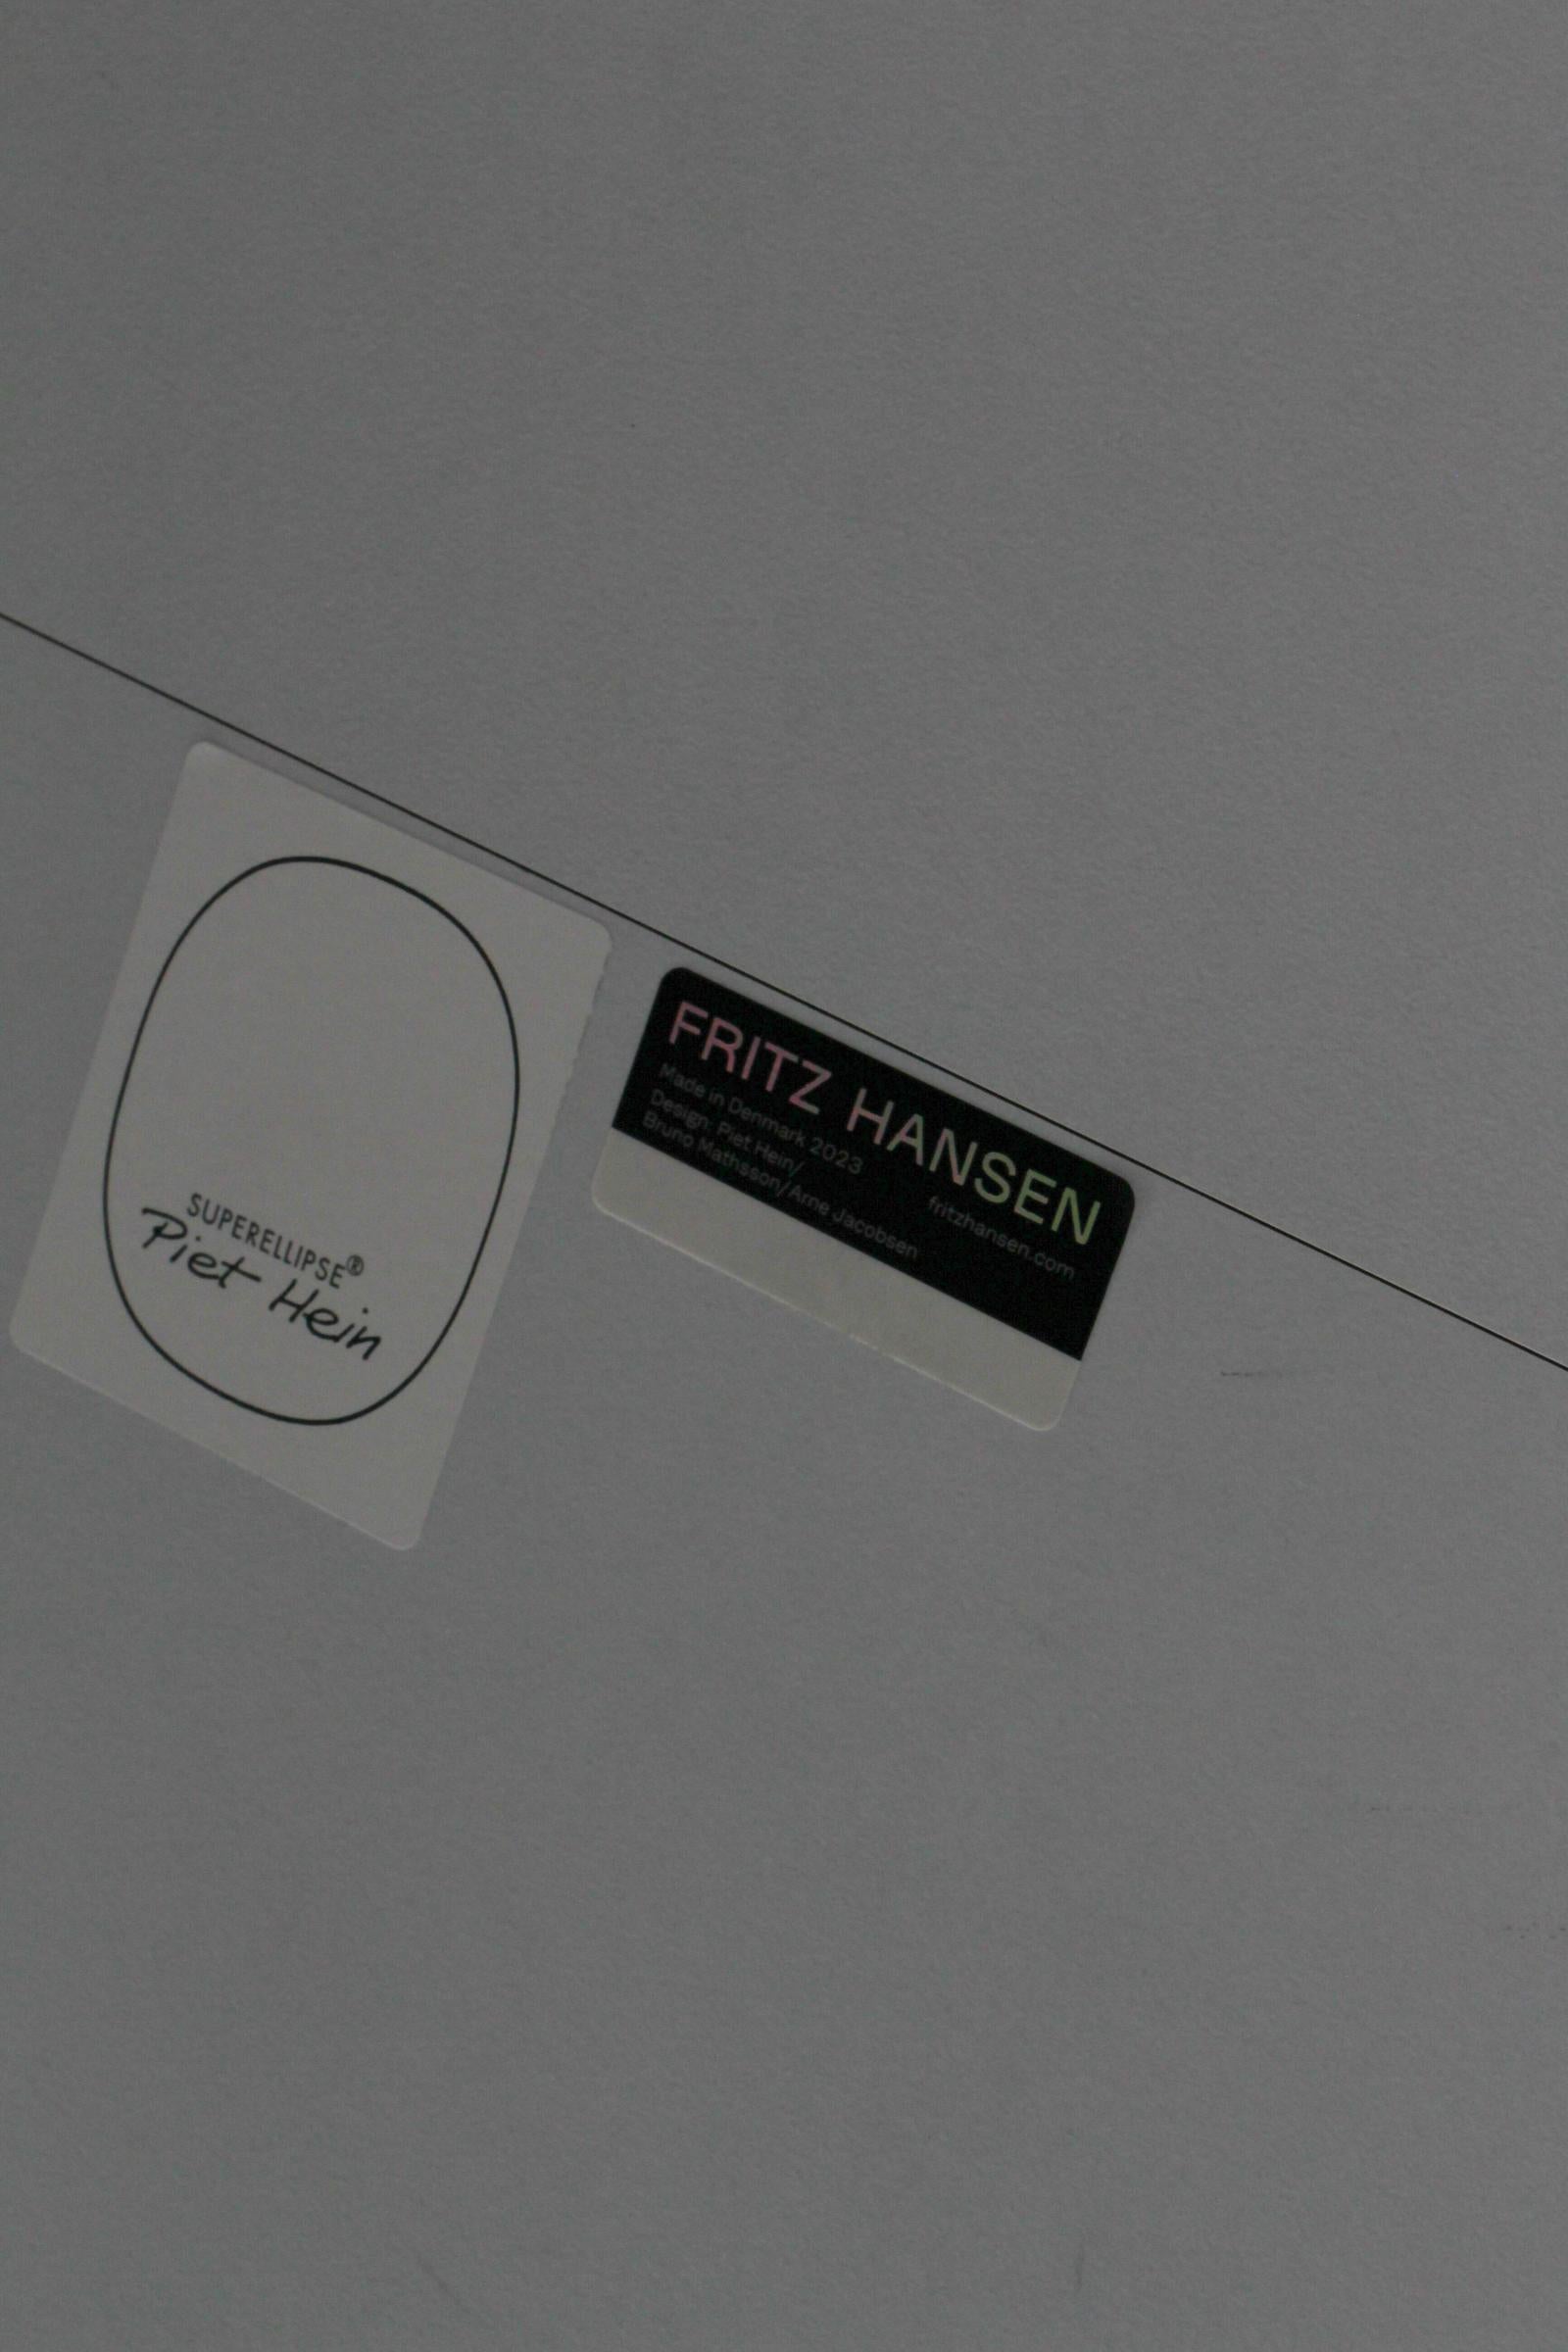 SUPERELLIPSE®
Piet Hein
FRITZ HANSEN
Made in Denmark 2023
Design: Piet Hein/
Bruno Mathsson/Arne Jacobsen
fritzhansen.com